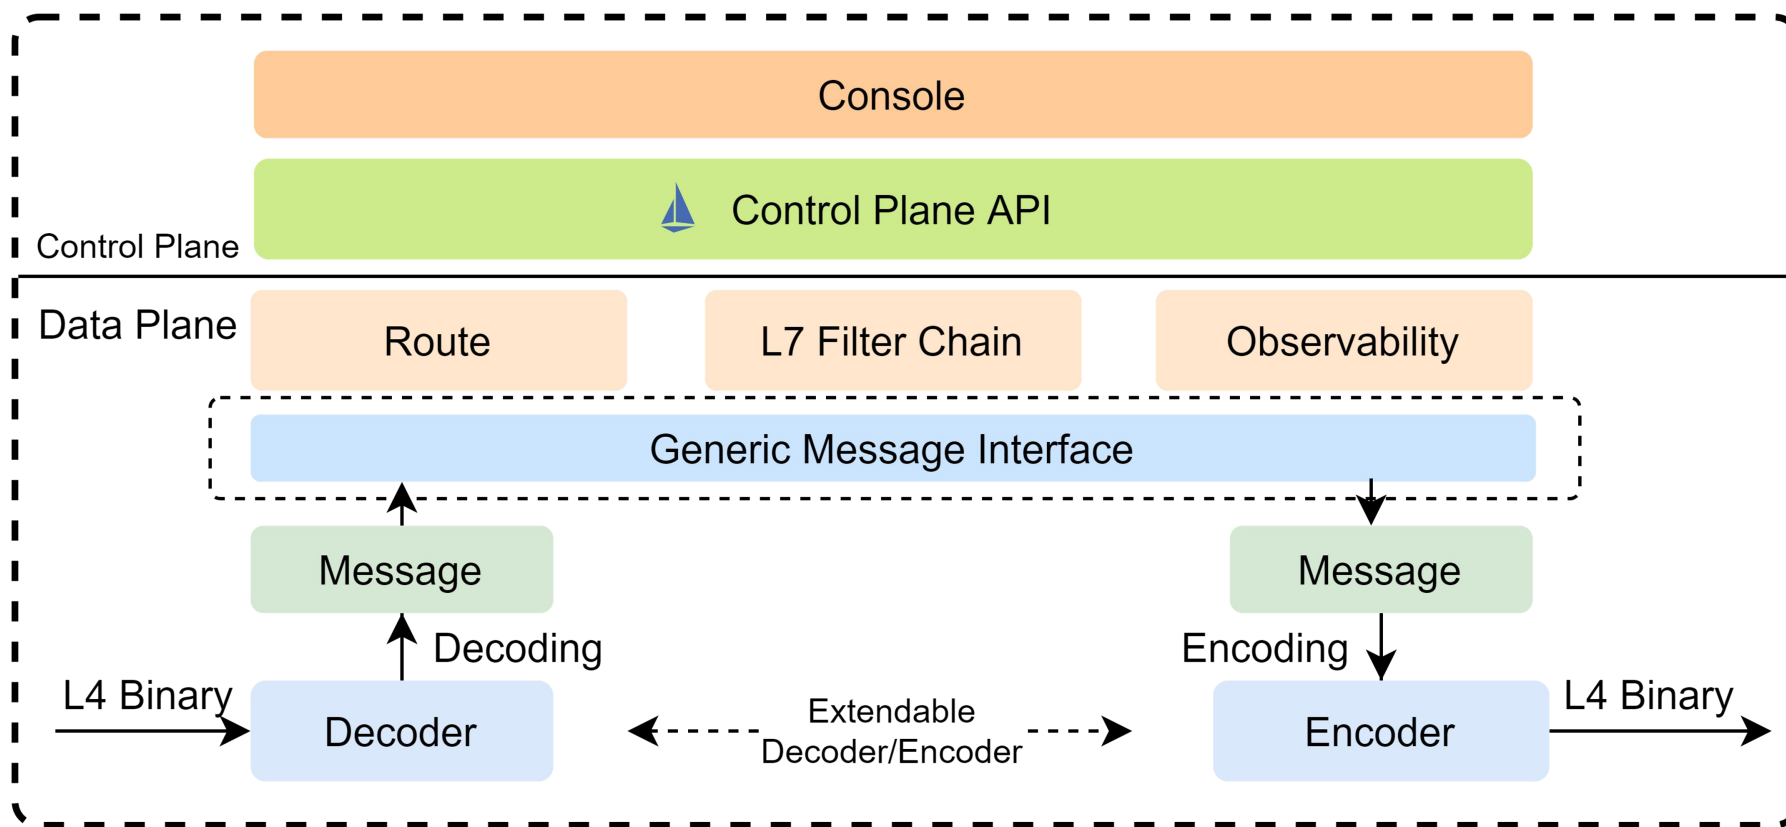 Console
Control Plane API
Control Plane
Data Plane
Route
L7 Filter Chain
Observability
Generic Message Interface
Message
Message
Decoding
Encoding
L4 Binary
Decoder
Extendable
Decoder/Encoder
Encoder
L4 Binary